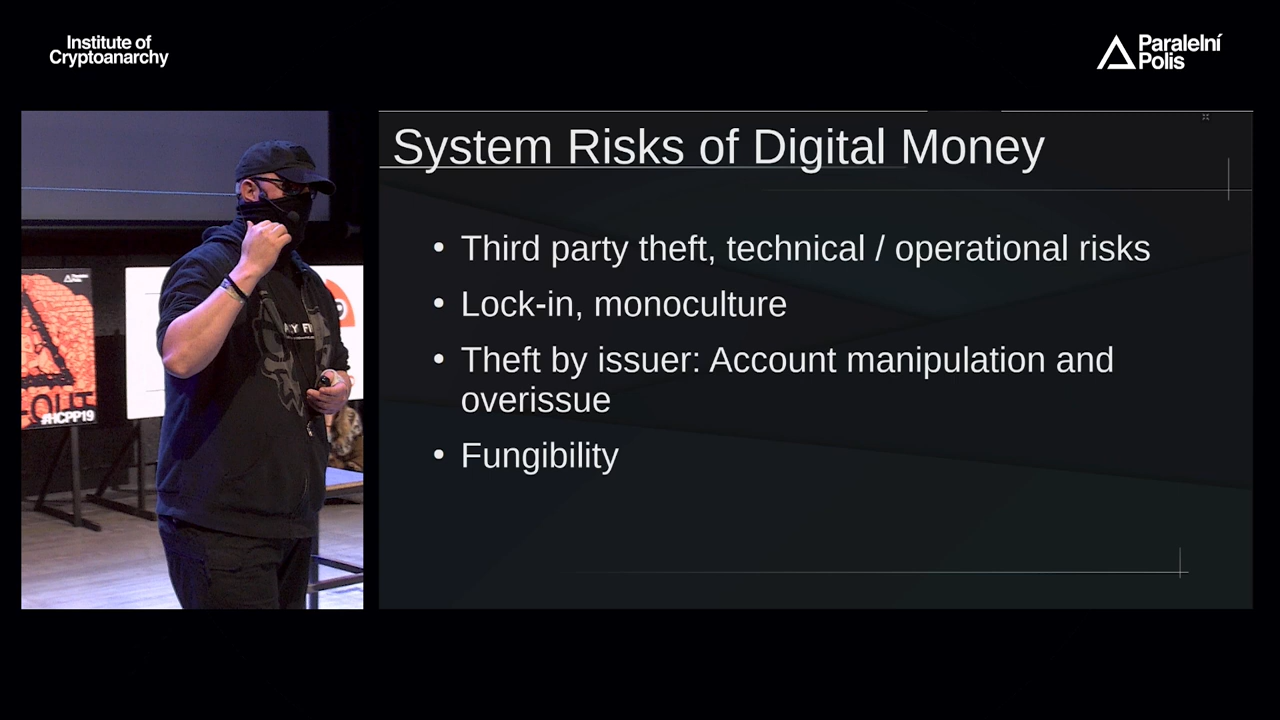 Institute of
Cryptoanarchy
Paralelní
Polis
System Risks of Digital Money
• Third party theft, technical / operational risks
• Lock-in, monoculture
• Theft by issuer: Account manipulation and
overissue
• Fungibility
#HCPP19